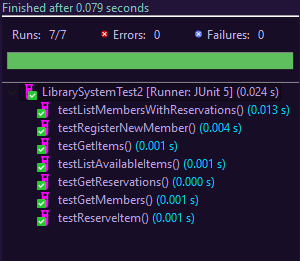 Finished after 0.079 seconds
Runs: 7/7 Errors: 0 Failures: 0
LibrarySystemTest2 [Runner: JUnit 5] (0.024 s)
testListMembersWithReservations() (0.013 s)
testRegisterNewMember() (0.004 s)
testGetItems() (0.001 s)
testListAvailableItems() (0.001 s)
testGetReservations() (0.000 s)
testGetMembers() (0.001 s)
testReserveItem() (0.001 s)